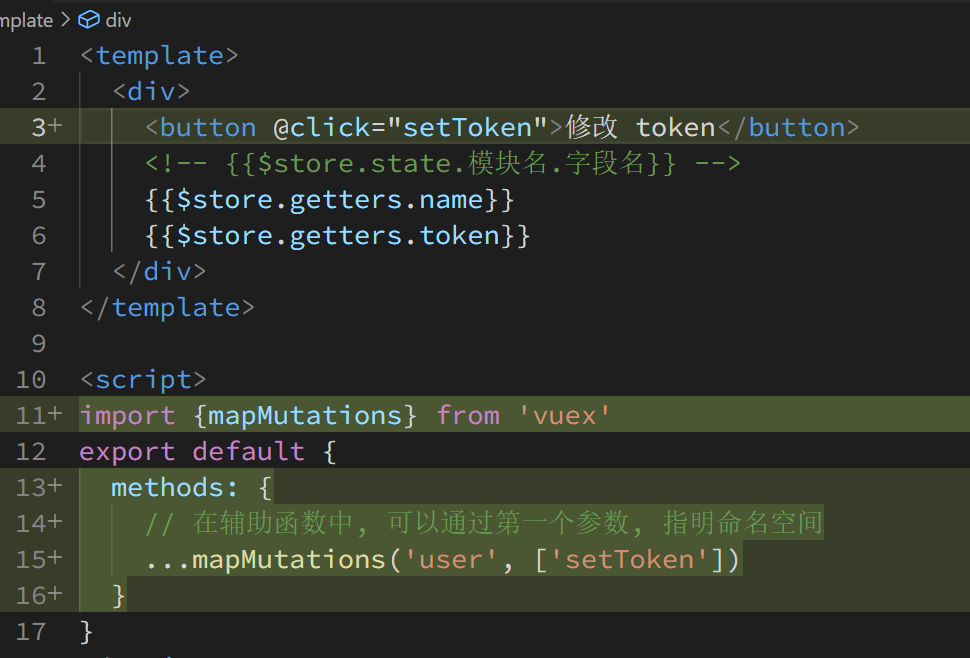 mplate > div
1 <template>
2 <div>
3+ <button @click="setToken">修改 token</button>
4 <!-- {{$store.state.模块名.字段名}} -->
5 {{$store.getters.name}}
6 {{$store.getters.token}}
7 </div>
8 </template>
9
10 <script>
11+ import {mapMutations} from 'vuex'
12 export default {
13+ methods: {
14+ // 在辅助函数中, 可以通过第一个参数, 指明命名空间
15+ ...mapMutations('user', ['setToken'])
16+ }
17 }